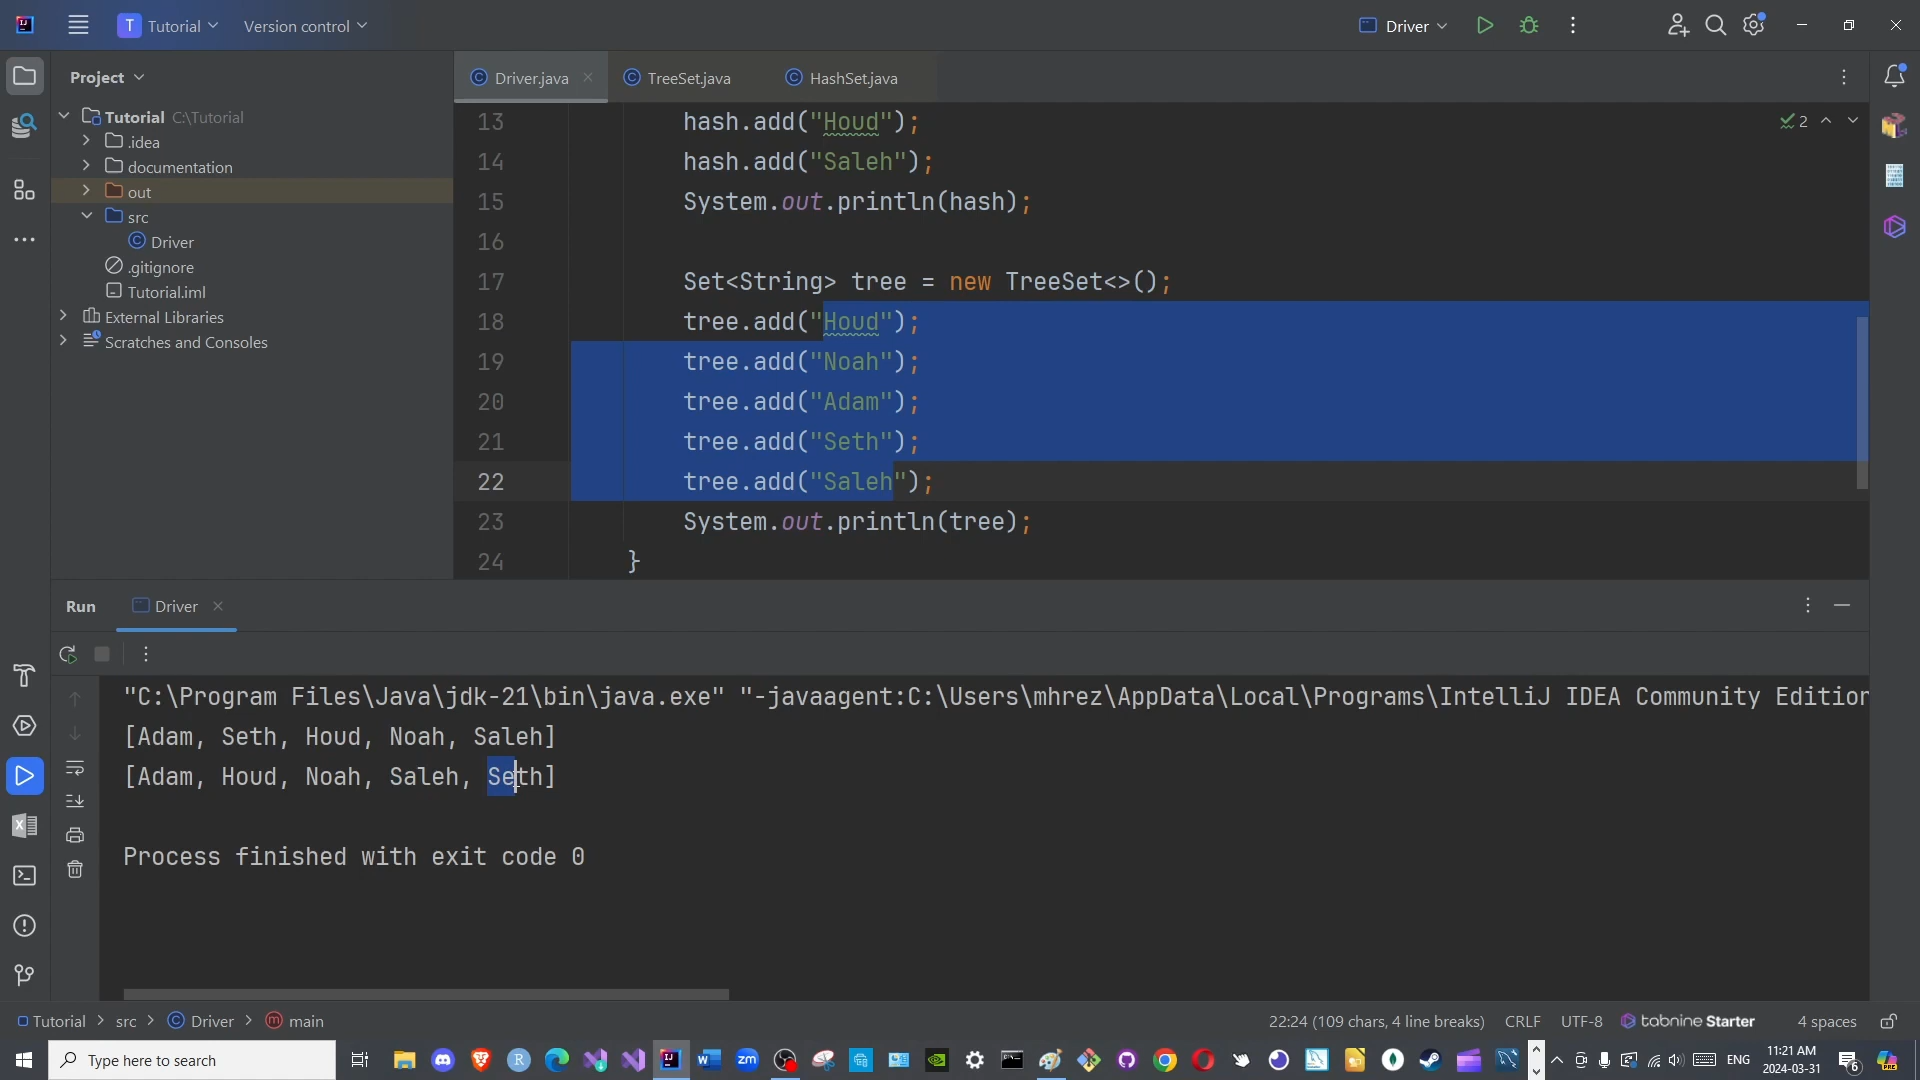 T Tutorial Version control Driver
Project
Driver.java TreeSet.java HashSet.java
Tutorial C:\Tutorial
.idea
documentation
out
src
Driver
.gitignore
Tutorial.iml
External Libraries
Scratches and Consoles
2
13 hash.add("Houd");
14 hash.add("Saleh");
15 System.out.println(hash);
16
17 Set<String> tree = new TreeSet<>();
18 tree.add("Houd");
19 tree.add("Noah");
20 tree.add("Adam");
21 tree.add("Seth");
22 tree.add("Saleh");
23 System.out.println(tree);
24 }
Run Driver
"C:\Program Files\Java\jdk-21\bin\java.exe" "-javaagent:C:\Users\mhrez\AppData\Local\Programs\IntelliJ IDEA Community Edition
[Adam, Seth, Houd, Noah, Saleh]
[Adam, Houd, Noah, Saleh, Seth]
Process finished with exit code 0
Tutorial > src > Driver > main 22:24 (109 chars, 4 line breaks) CRLF UTF-8 tabnine Starter 4 spaces
Type here to search
ENG
11:21 AM
2024-03-31
6